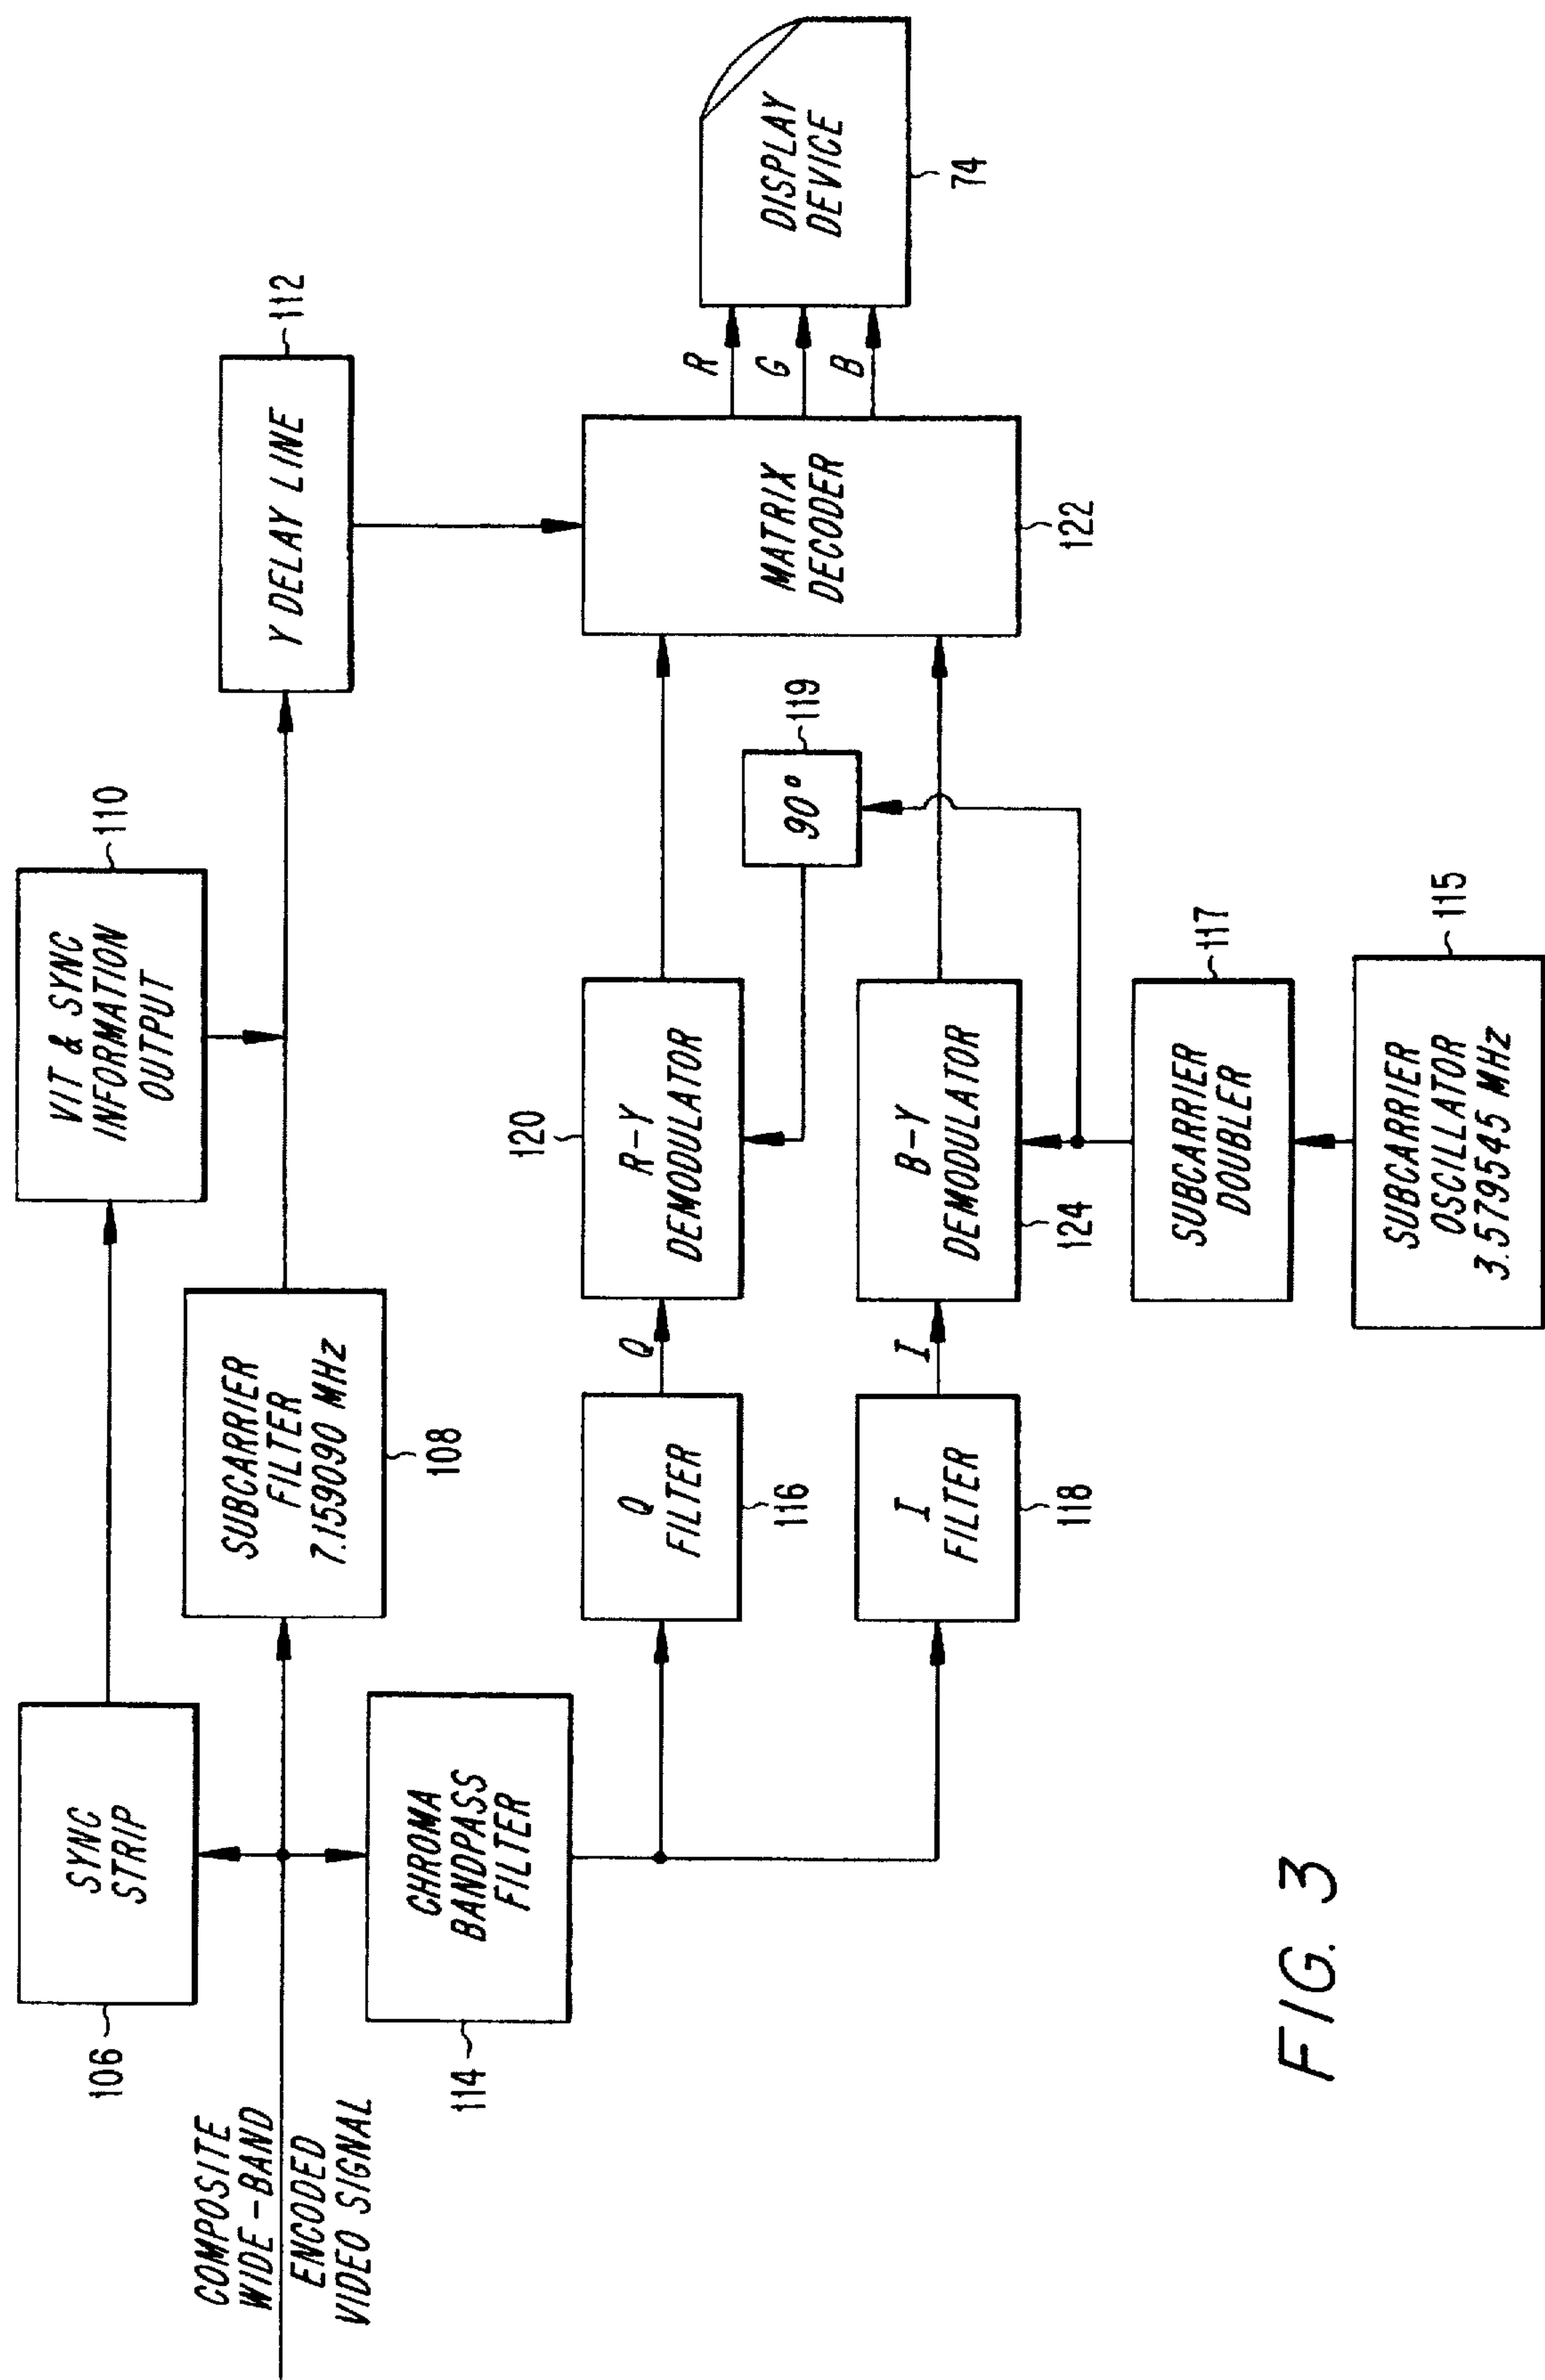 COMPOSITE
WIDE-BAND
ENCODED
VIDEO SIGNAL
106
SYNC
STRIP
VIT & SYNC
INFORMATION
OUTPUT
110
SUBCARRIER
FILTER
7.159090 MHz
108
Y DELAY LINE
112
114
CHROMA
BANDPASS
FILTER
Q
FILTER
116
Q
120
R-Y
DEMODULATOR
90°
119
I
FILTER
118
I
B-Y
DEMODULATOR
124
MATRIX
DECODER
122
R
G
B
DISPLAY
DEVICE
74
SUBCARRIER
DOUBLER
117
SUBCARRIER
OSCILLATOR
3.579545 MHz
115
FIG. 3